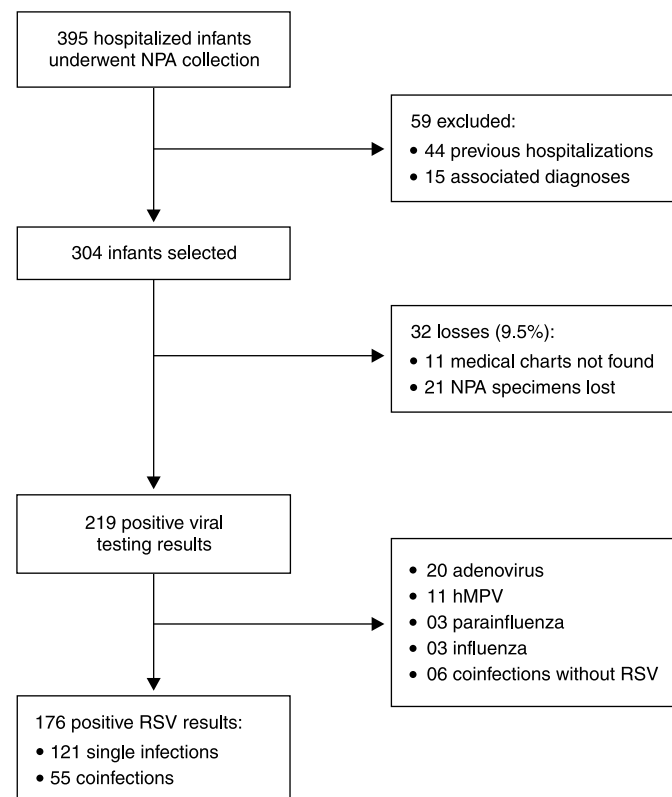 395 hospitalized infants
underwent NPA collection
59 excluded:
• 44 previous hospitalizations
• 15 associated diagnoses
304 infants selected
32 losses (9.5%):
• 11 medical charts not found
• 21 NPA specimens lost
219 positive viral
testing results
• 20 adenovirus
• 11 hMPV
• 03 parainfluenza
• 03 influenza
• 06 coinfections without RSV
176 positive RSV results:
• 121 single infections
• 55 coinfections